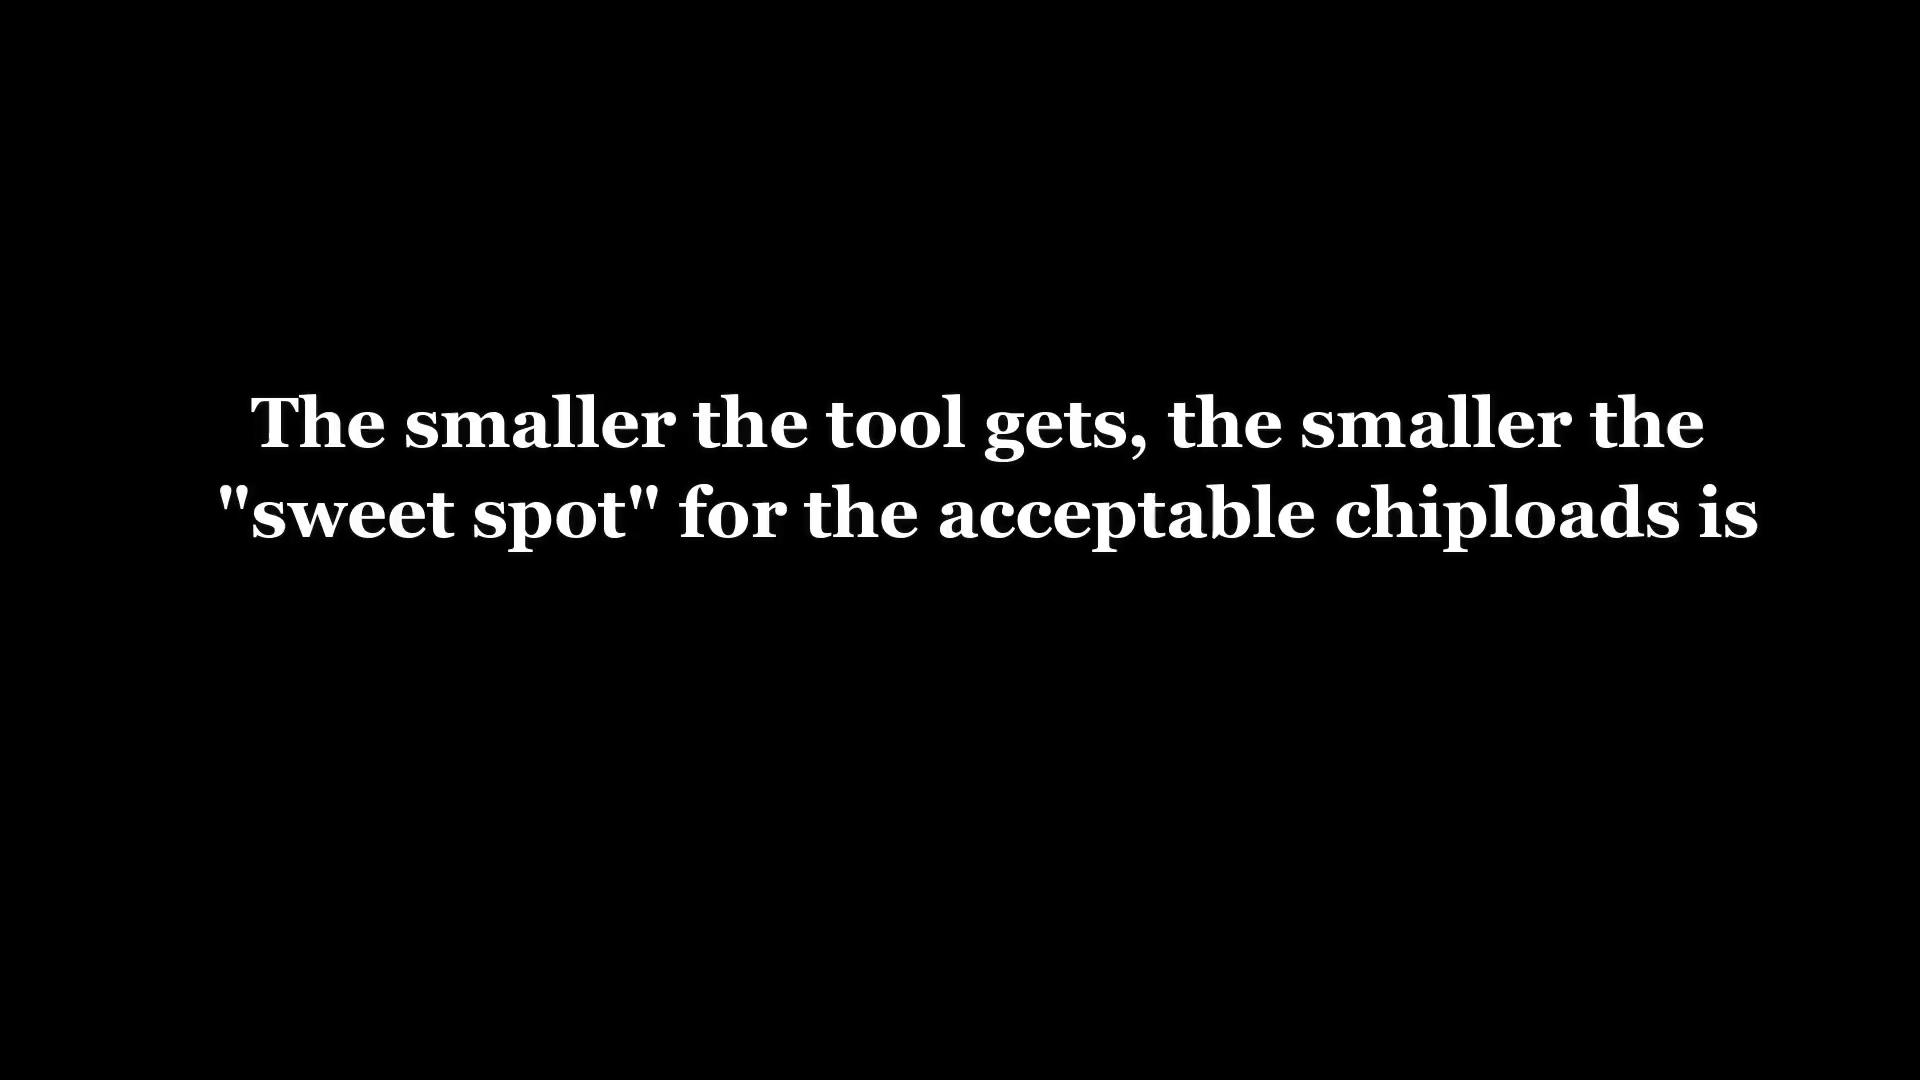 The smaller the tool gets, the smaller the
"sweet spot" for the acceptable chiploads is